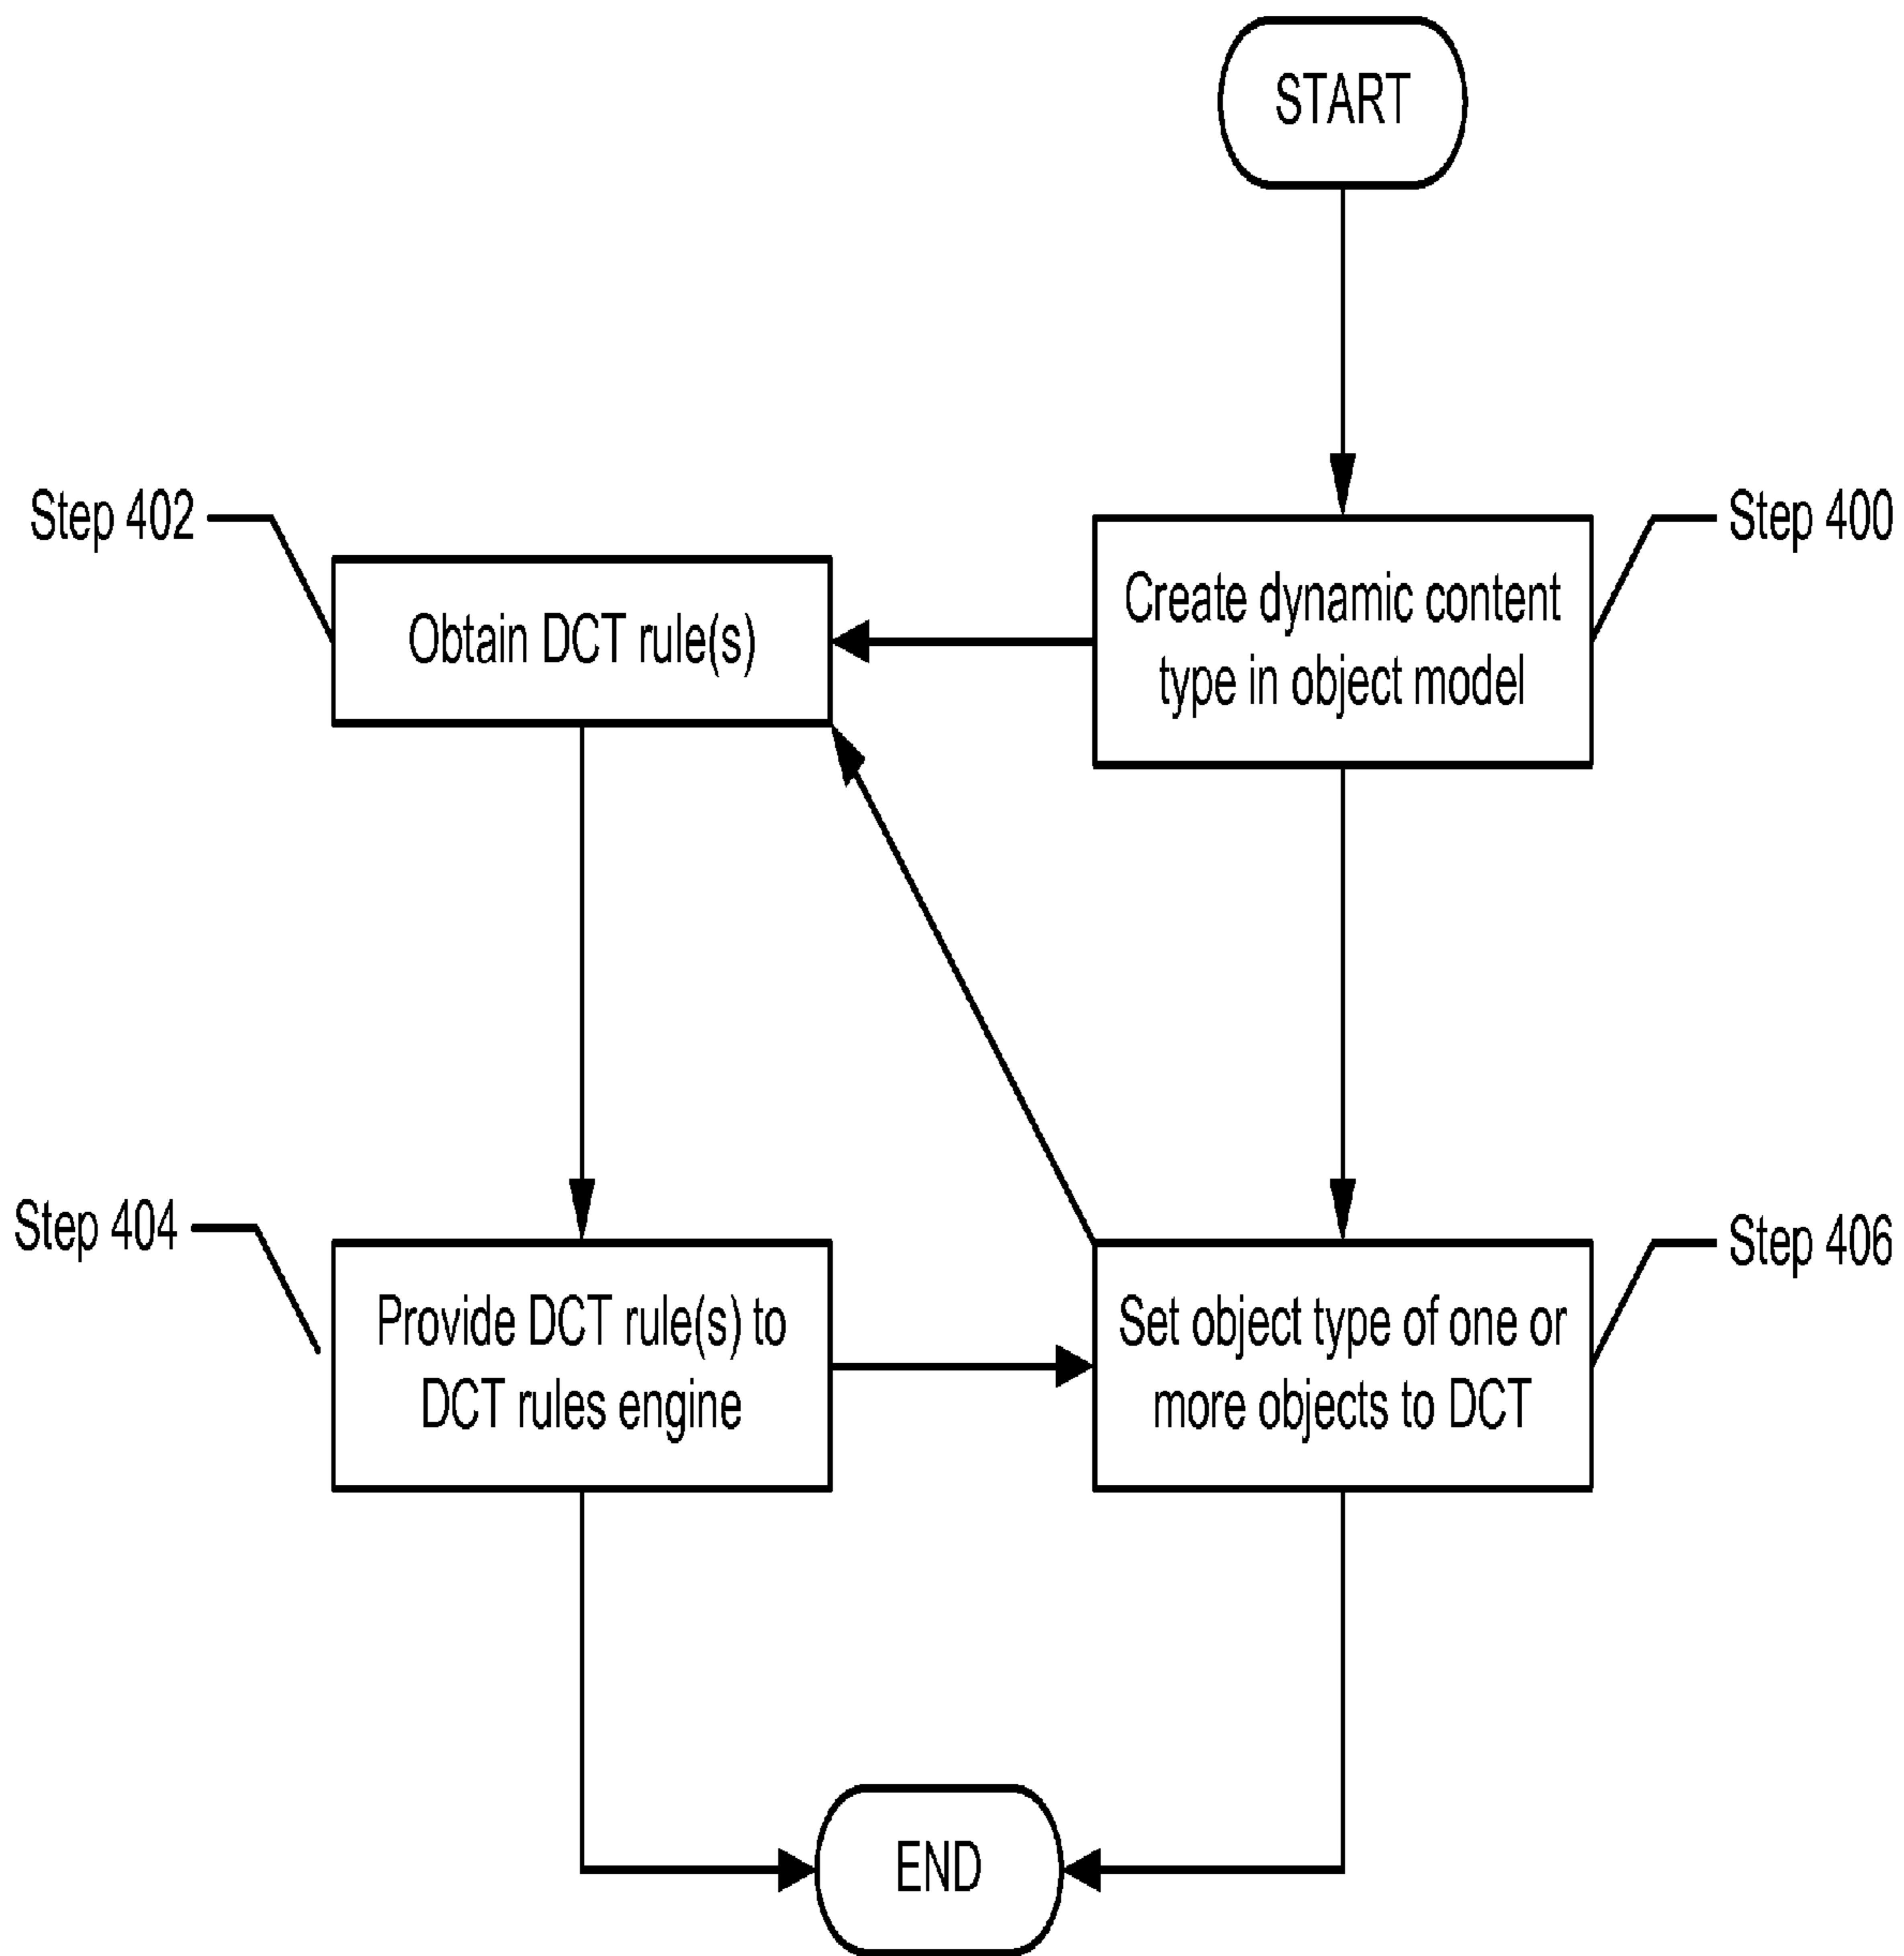 START
Step 402
Step 400
Obtain DCT rule(s)
Create dynamic content
type in object model
Step 404
Step 406
Provide DCT rule(s) to
DCT rules engine
Set object type of one or
more objects to DCT
END